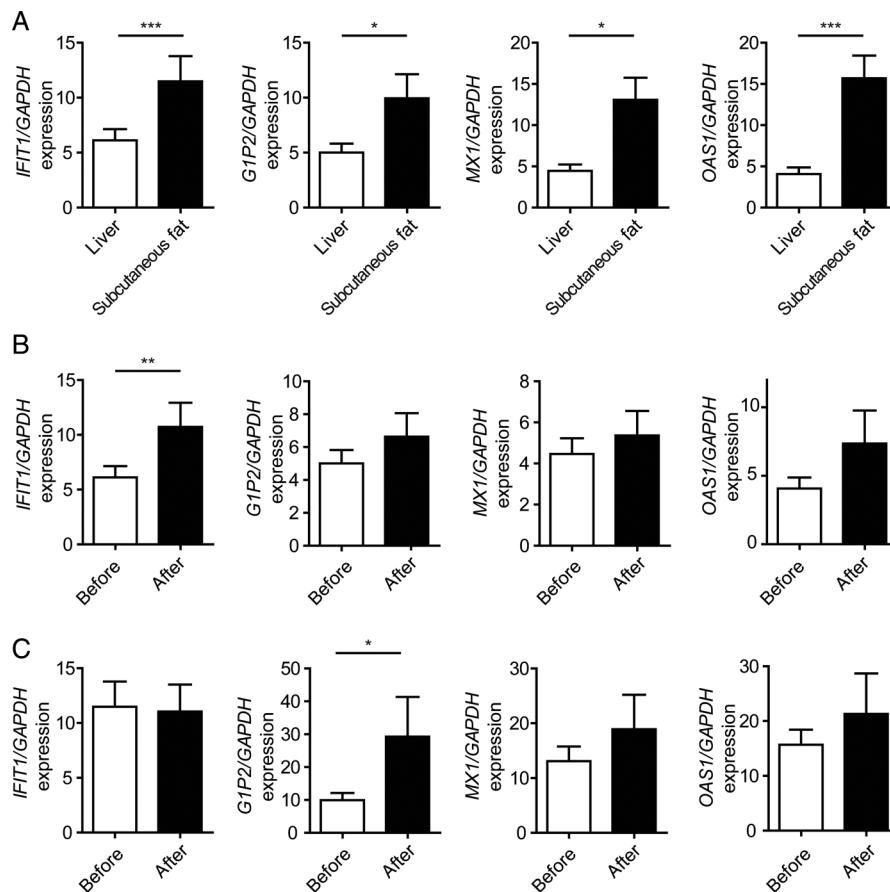 A
IFIT1/GAPDH
expression
15
10
5
0
***
Liver
Subcutaneous fat
G1P2/GAPDH
expression
15
10
5
0
*
Liver
Subcutaneous fat
MX1/GAPDH
expression
20
15
10
5
0
*
Liver
Subcutaneous fat
OAS1/GAPDH
expression
20
15
10
5
0
***
Liver
Subcutaneous fat
B
IFIT1/GAPDH
expression
15
10
5
0
**
Before
After
G1P2/GAPDH
expression
10
8
6
4
2
0
Before
After
MX1/GAPDH
expression
8
6
4
2
0
Before
After
OAS1/GAPDH
expression
10
5
0
Before
After
C
IFIT1/GAPDH
expression
15
10
5
0
Before
After
G1P2/GAPDH
expression
50
40
30
20
10
0
*
Before
After
MX1/GAPDH
expression
30
20
10
0
Before
After
OAS1/GAPDH
expression
30
20
10
0
Before
After